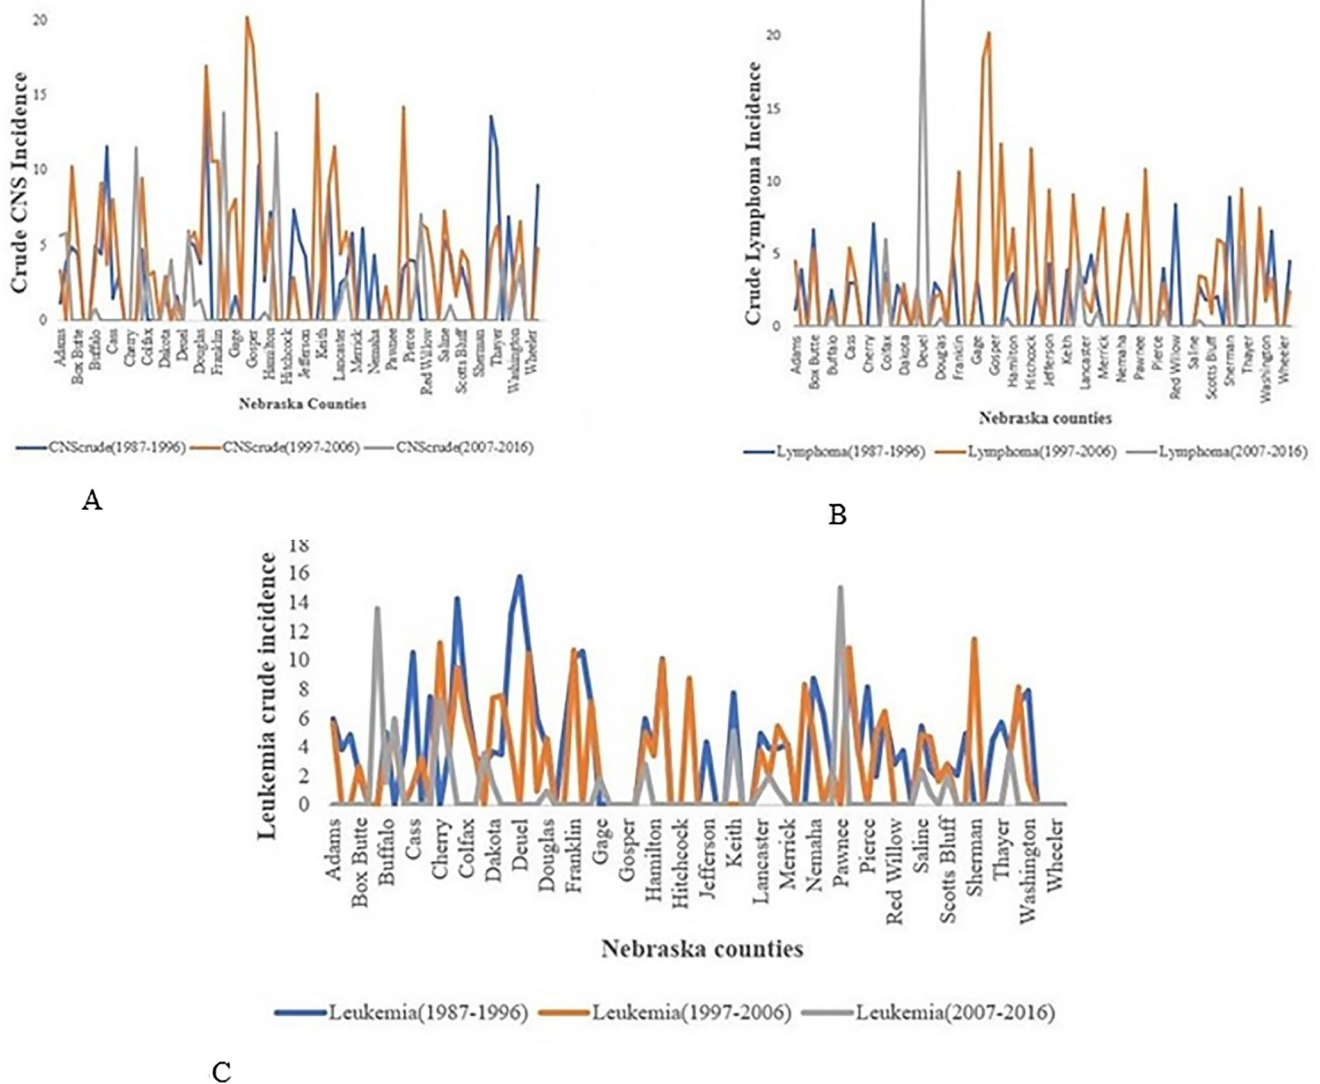 20
15
10
5
0
Crude CNS Incidence
Adams
Box Butte
Buffalo
Cass
Cherry
Colfax
Dakota
Deuel
Douglas
Franklin
Gage
Gosper
Hamilton
Hitchcock
Jefferson
Keith
Lancaster
Merrick
Nemaha
Pawnee
Pierce
Red Willow
Saline
Scotts Bluff
Sherman
Thayer
Washington
Wheeler
Nebraska Counties
CNScrude(1987-1996) CNScrude(1997-2006) CNScrude(2007-2016)
A
20
15
10
5
0
Crude Lymphoma Incidence
Adams
Box Butte
Buffalo
Cass
Cherry
Colfax
Dakota
Deuel
Douglas
Franklin
Gage
Gosper
Hamilton
Hitchcock
Jefferson
Keith
Lancaster
Merrick
Nemaha
Pawnee
Pierce
Red Willow
Saline
Scotts Bluff
Sherman
Thayer
Washington
Wheeler
Nebraska counties
Lymphoma(1987-1996) Lymphoma(1997-2006) Lymphoma(2007-2016)
B
18
16
14
12
10
8
6
4
2
0
Leukemia crude incidence
Adams
Box Butte
Buffalo
Cass
Cherry
Colfax
Dakota
Deuel
Douglas
Franklin
Gage
Gosper
Hamilton
Hitchcock
Jefferson
Keith
Lancaster
Merrick
Nemaha
Pawnee
Pierce
Red Willow
Saline
Scotts Bluff
Sherman
Thayer
Washington
Wheeler
Nebraska counties
Leukemia(1987-1996) Leukemia(1997-2006) Leukemia(2007-2016)
C